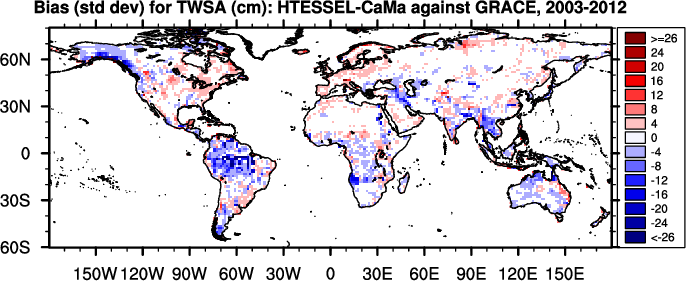 Bias (std dev) for TWSA (cm): HTESSEL-CaMa against GRACE, 2003-2012
60N
30N
0
30S
60S
150W 120W 90W 60W 30W 0 30E 60E 90E 120E 150E
>=26
24
20
16
12
8
4
0
-4
-8
-12
-16
-20
-24
<-26